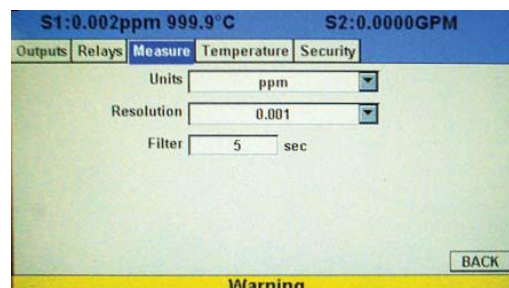 S1:0.002ppm 999.9°C S2:0.0000GPM
Outputs Relays Measure Temperature Security
Units ppm
Resolution 0.001
Filter 5 sec
BACK
Warning